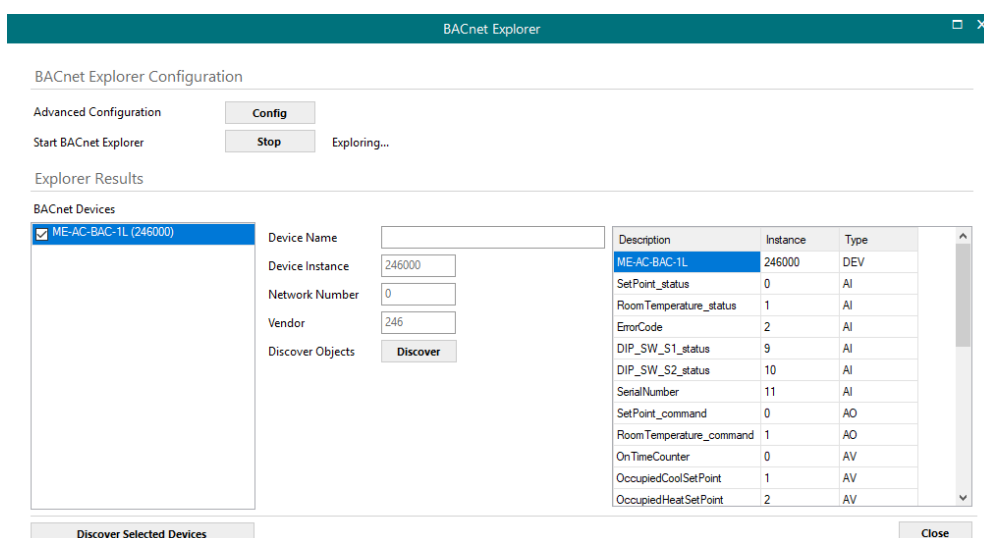 BACnet Explorer
BACnet Explorer Configuration
Advanced Configuration Config
Start BACnet Explorer Stop Exploring...
Explorer Results
BACnet Devices
ME-AC-BAC-1L (246000)
Device Name
Device Instance 246000
Network Number 0
Vendor 246
Discover Objects Discover
Description Instance Type
ME-AC-BAC-1L 246000 DEV
SetPoint_status 0 AI
RoomTemperature_status 1 AI
ErrorCode 2 AI
DIP_SW_S1_status 9 AI
DIP_SW_S2_status 10 AI
SerialNumber 11 AI
SetPoint_command 0 AO
RoomTemperature_command 1 AO
OnTimeCounter 0 AV
OccupiedCoolSetPoint 1 AV
OccupiedHeatSetPoint 2 AV
Discover Selected Devices
Close